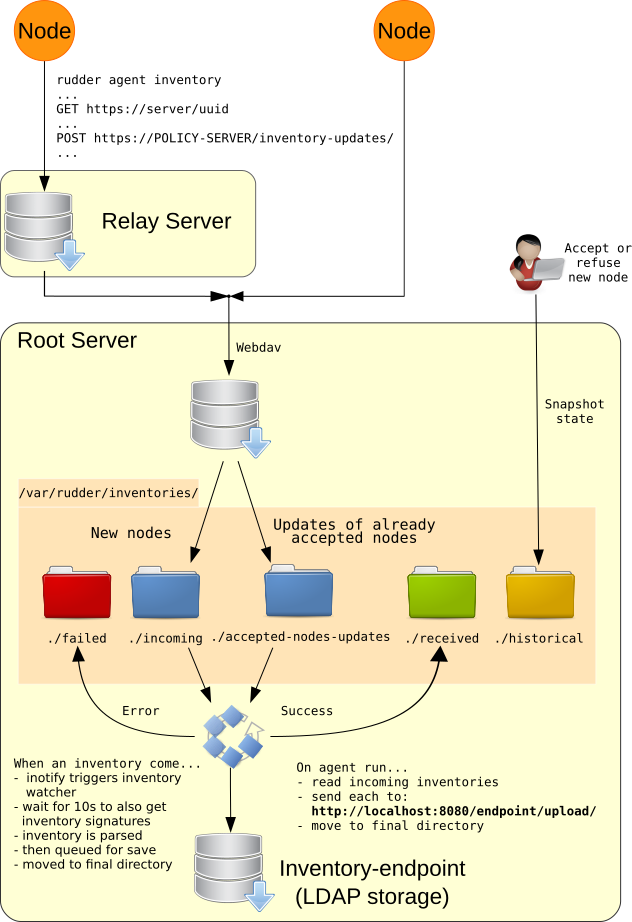 Node
Node
rudder agent inventory
...
GET https://server/uuid
...
POST https://POLICY-SERVER/inventory-updates/
...
Relay Server
Accept or
refuse
new node
Root Server
Webdav
Snapshot
state
/var/rudder/inventories/
New nodes
Updates of already
accepted nodes
./failed
./incoming
./accepted-nodes-updates
./received
./historical
Error
Success
When an inventory come...
- inotify triggers inventory
watcher
- wait for 10s to also get
inventory signatures
- inventory is parsed
- then queued for save
- moved to final directory
On agent run...
- read incoming inventories
- send each to:
http://localhost:8080/endpoint/upload/
- move to final directory
Inventory-endpoint
(LDAP storage)